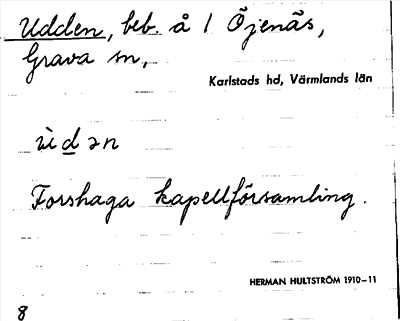 Udden, beb. å 1 Öjenäs,
Grava sn,
Karlstads hd, Värmlands län
ùdən
Forshaga kapellförsamling.
HERMAN HULTSTRÖM 1910–11
8